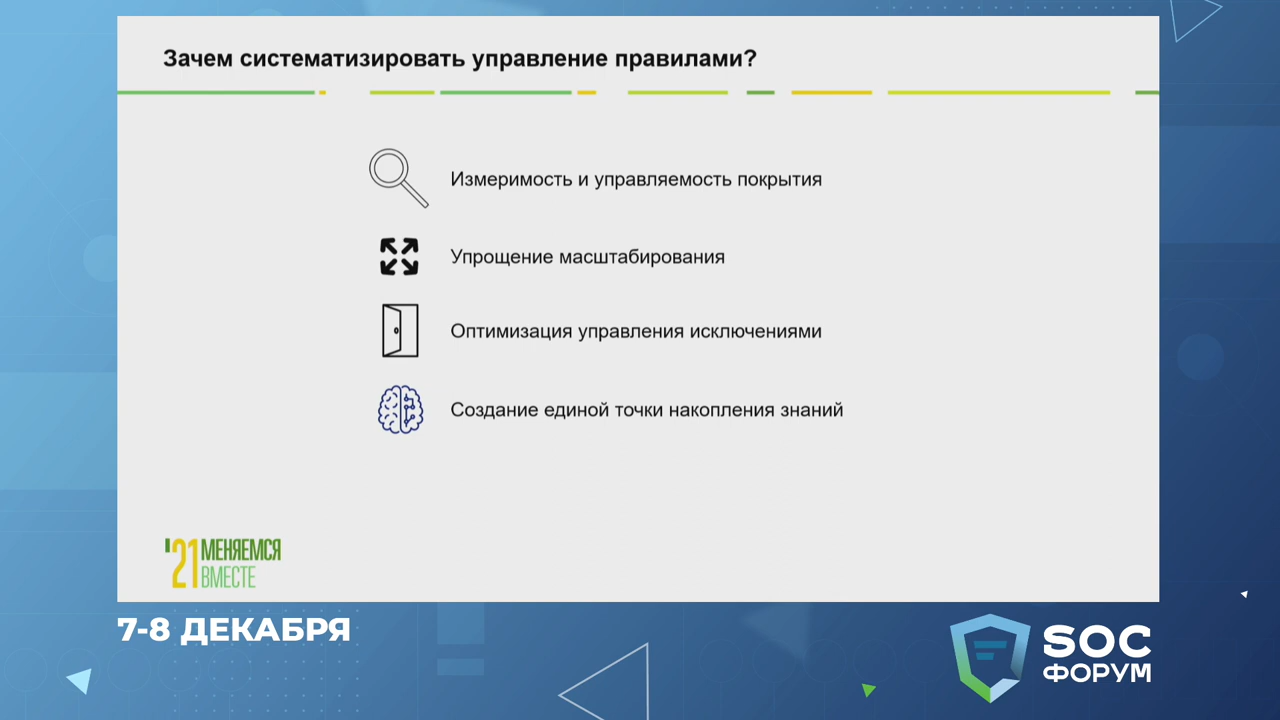 Зачем систематизировать управление правилами?
Измеримость и управляемость покрытия
Упрощение масштабирования
Оптимизация управления исключениями
Создание единой точки накопления знаний
'21 МЕНЯЕМСЯ
ВМЕСТЕ
7-8 ДЕКАБРЯ
SOC
ФОРУМ